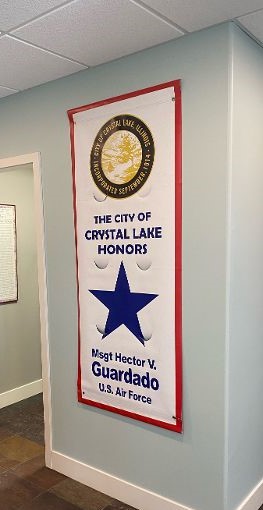 CITY OF CRYSTAL LAKE, ILLINOIS
INCORPORATED SEPTEMBER, 1914
THE CITY OF
CRYSTAL LAKE
HONORS
Msgt Hector V.
Guardado
U.S. Air Force